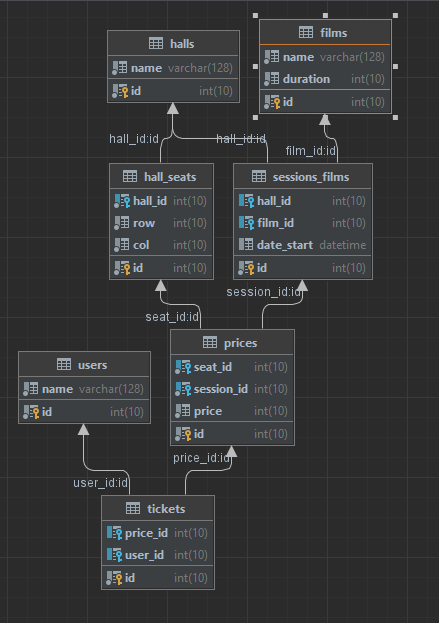 films
halls
name varchar(128)
name varchar(128)
duration int(10)
id int(10)
id int(10)
hall_id:id
hall_id:id
film_id:id
hall_seats
sessions_films
hall_id int(10)
hall_id int(10)
row int(10)
film_id int(10)
col int(10)
date_start datetime
id int(10)
id int(10)
session_id:id
seat_id:id
prices
users
seat_id int(10)
name varchar(128)
session_id int(10)
id int(10)
price int(10)
id int(10)
price_id:id
user_id:id
tickets
price_id int(10)
user_id int(10)
id int(10)